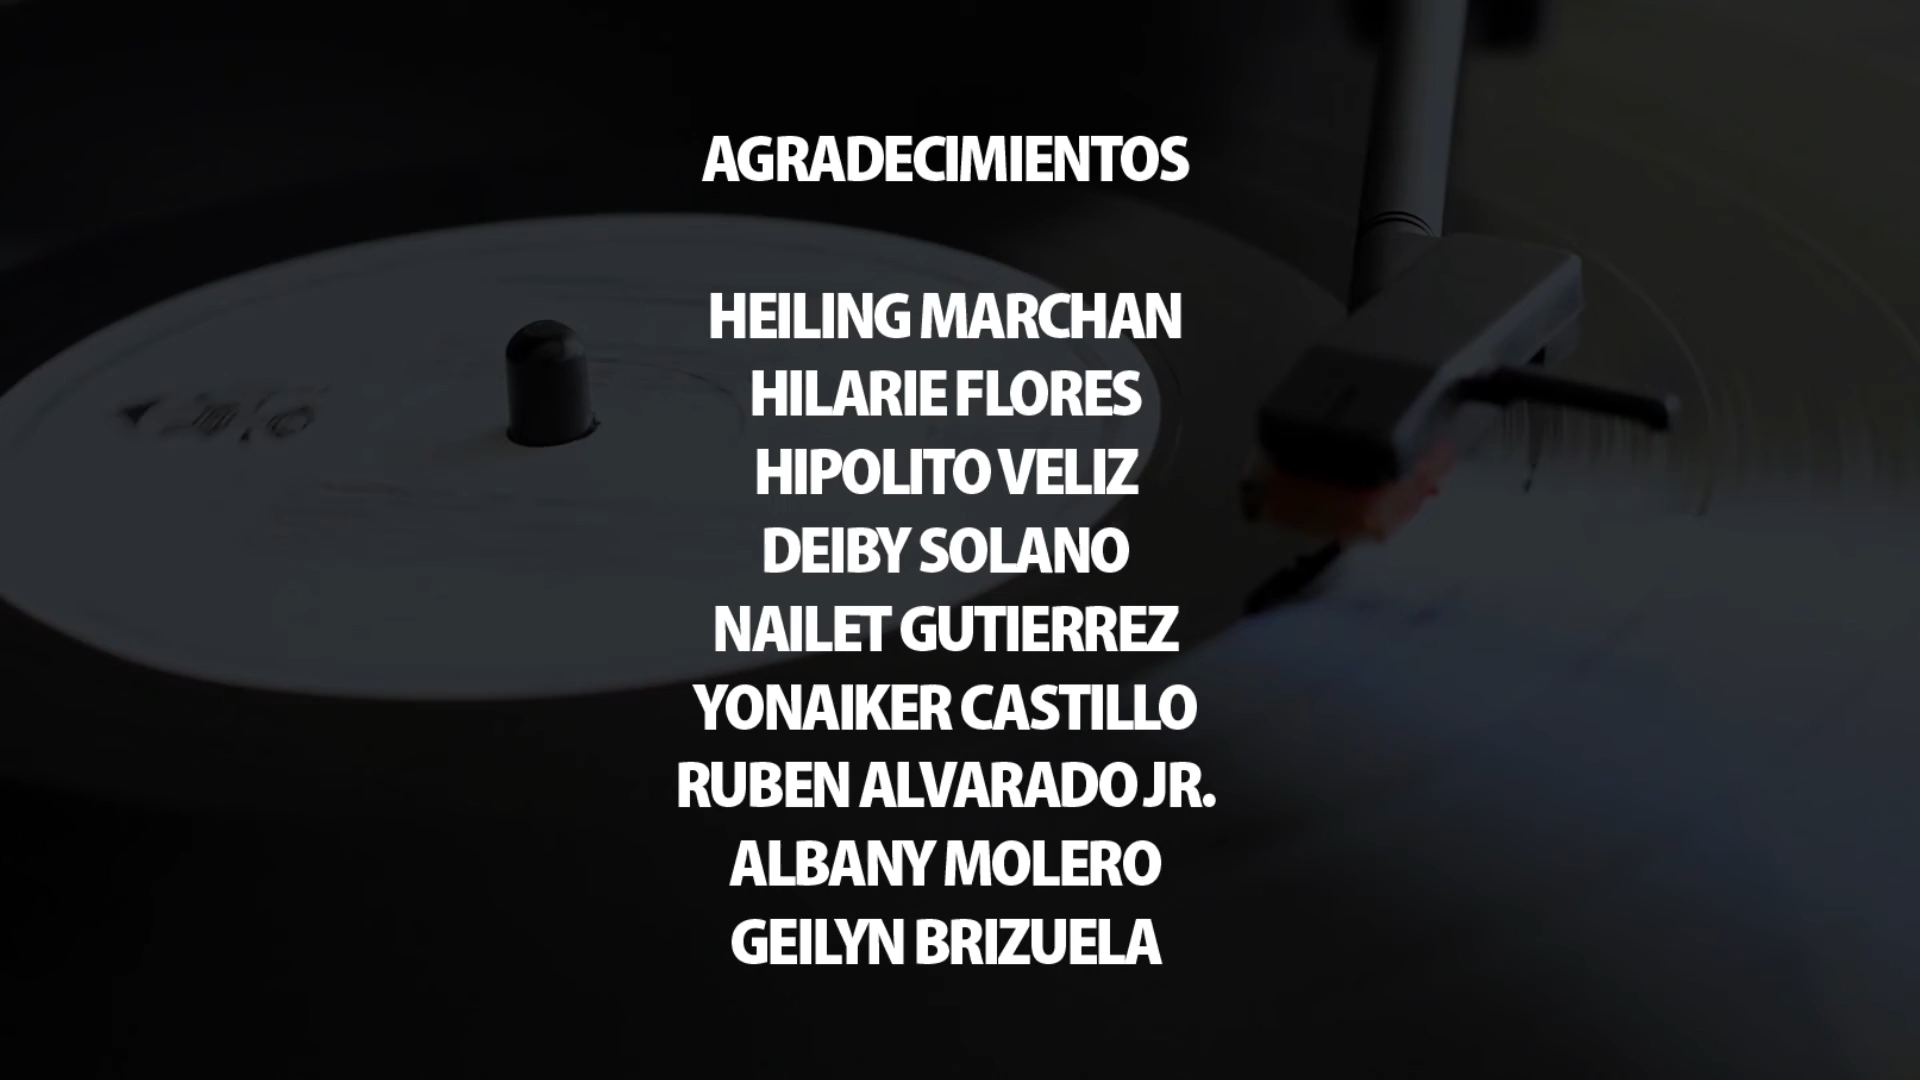 AGRADECIMIENTOS
HEILING MARCHAN
HILARIE FLORES
HIPOLITO VELIZ
DEIBY SOLANO
NAILET GUTIERREZ
YONAIKER CASTILLO
RUBEN ALVARADO JR.
ALBANY MOLERO
GEILYN BRIZUELA